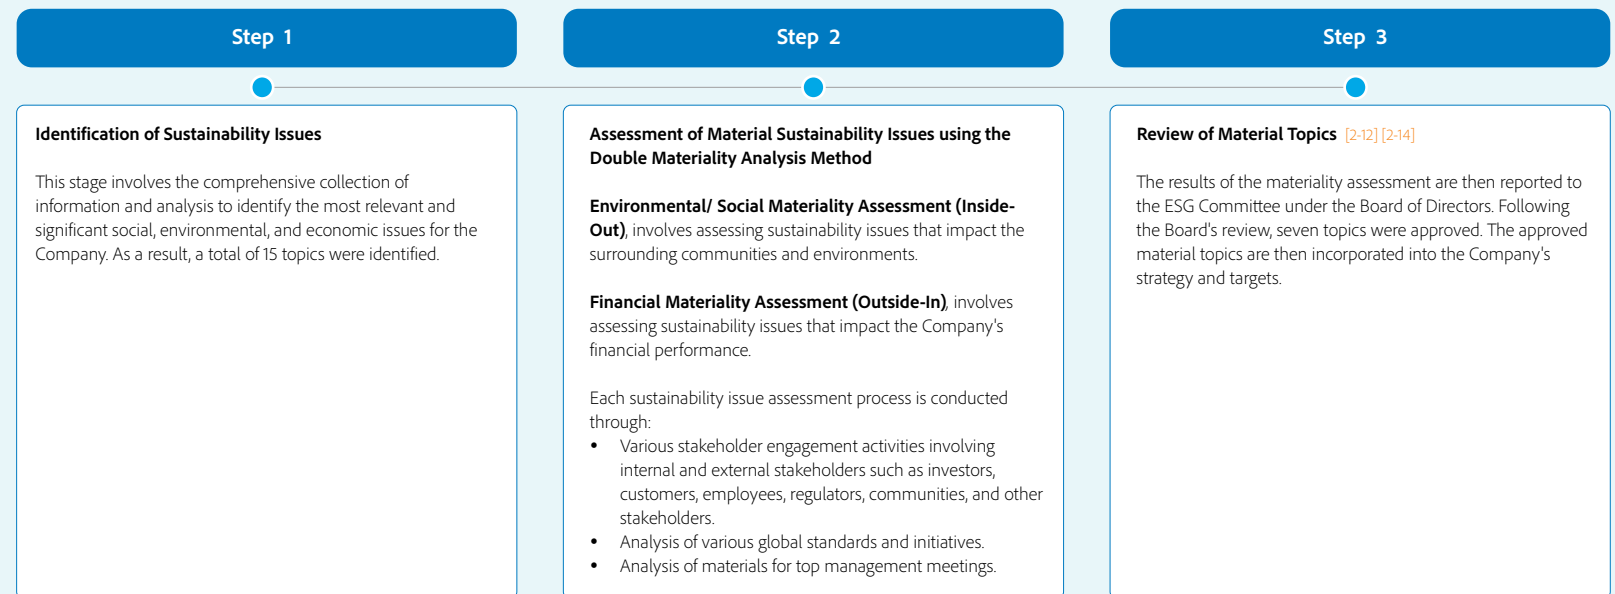 Step 1
Identification of Sustainability Issues
This stage involves the comprehensive collection of
information and analysis to identify the most relevant and
significant social, environmental, and economic issues for the
Company. As a result, a total of 15 topics were identified.
Step 2
Assessment of Material Sustainability Issues using the
Double Materiality Analysis Method
Environmental/ Social Materiality Assessment (Inside-
Out), involves assessing sustainability issues that impact the
surrounding communities and environments.
Financial Materiality Assessment (Outside-In), involves
assessing sustainability issues that impact the Company's
financial performance.
Each sustainability issue assessment process is conducted
through:
• Various stakeholder engagement activities involving
internal and external stakeholders such as investors,
customers, employees, regulators, communities, and other
stakeholders.
• Analysis of various global standards and initiatives.
• Analysis of materials for top management meetings.
Step 3
Review of Material Topics [2-12] [2-14]
The results of the materiality assessment are then reported to
the ESG Committee under the Board of Directors. Following
the Board's review, seven topics were approved. The approved
material topics are then incorporated into the Company's
strategy and targets.